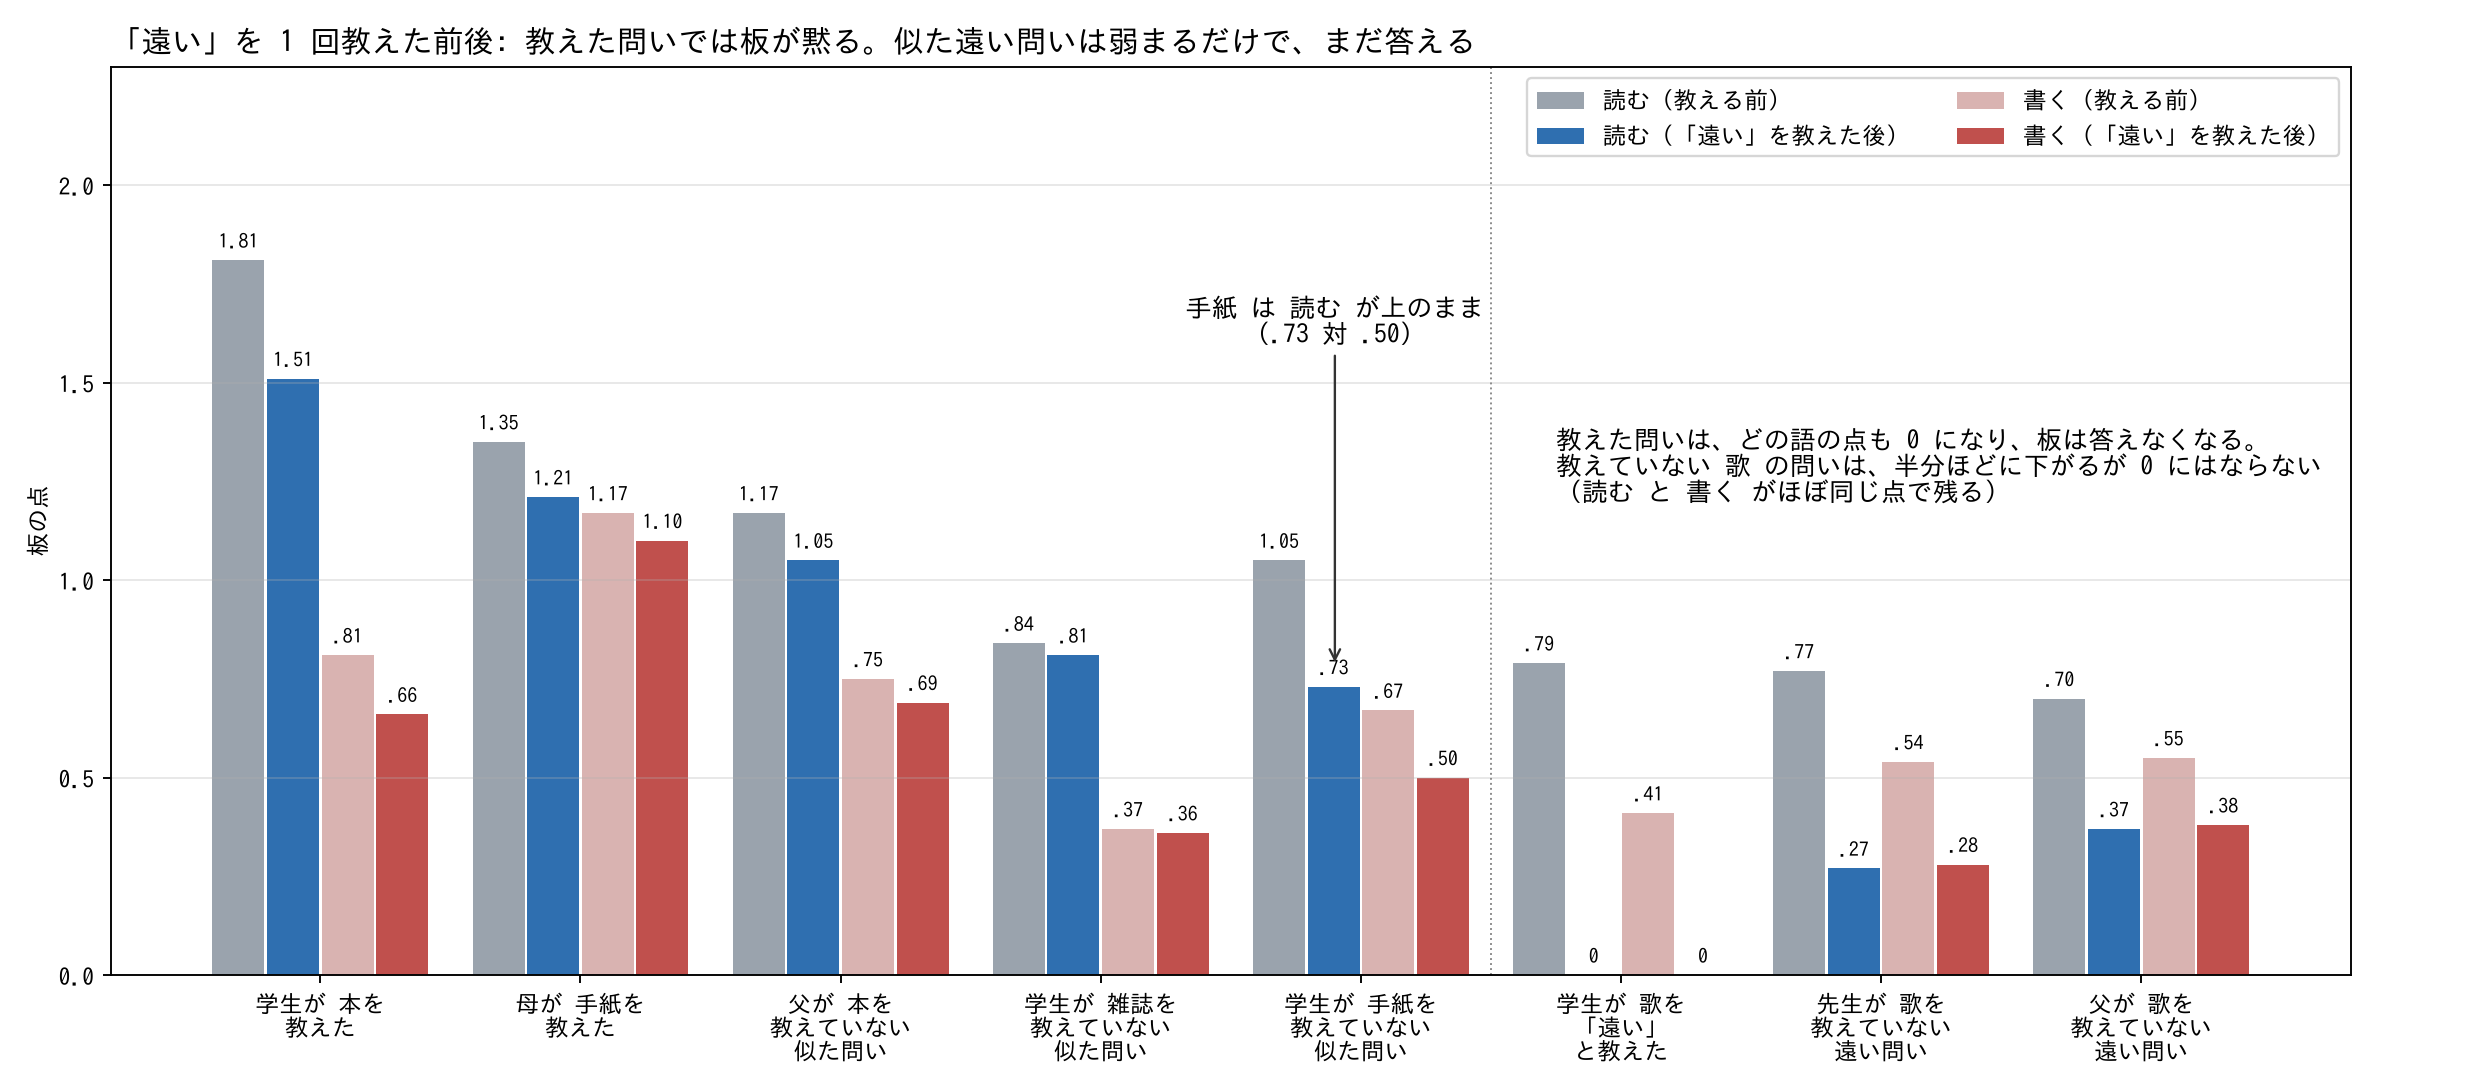 「遠い」を 1 回教えた前後: 教えた問いでは板が黙る。似た遠い問いは弱まるだけで、まだ答える
読む（教える前）
読む（「遠い」を教えた後）
書く（教える前）
書く（「遠い」を教えた後）
板の点
2.0
1.5
1.0
0.5
0.0
手紙 は 読む が上のまま
(.73 対 .50)
教えた問いは、どの語の点も 0 になり、板は答えなくなる。
教えていない 歌 の問いは、半分ほどに下がるが 0 にはならない
（読む と 書く がほぼ同じ点で残る）
1.81
1.51
.81
.66
1.35
1.21
1.17
1.10
1.17
1.05
.75
.69
.84
.81
.37
.36
1.05
.73
.67
.50
.79
0
.41
0
.77
.27
.54
.28
.70
.37
.55
.38
学生が 本を
教えた
母が 手紙を
教えた
父が 本を
教えていない
似た問い
学生が 雑誌を
教えていない
似た問い
学生が 手紙を
教えていない
似た問い
学生が 歌を
「遠い」
と教えた
先生が 歌を
教えていない
遠い問い
父が 歌を
教えていない
遠い問い